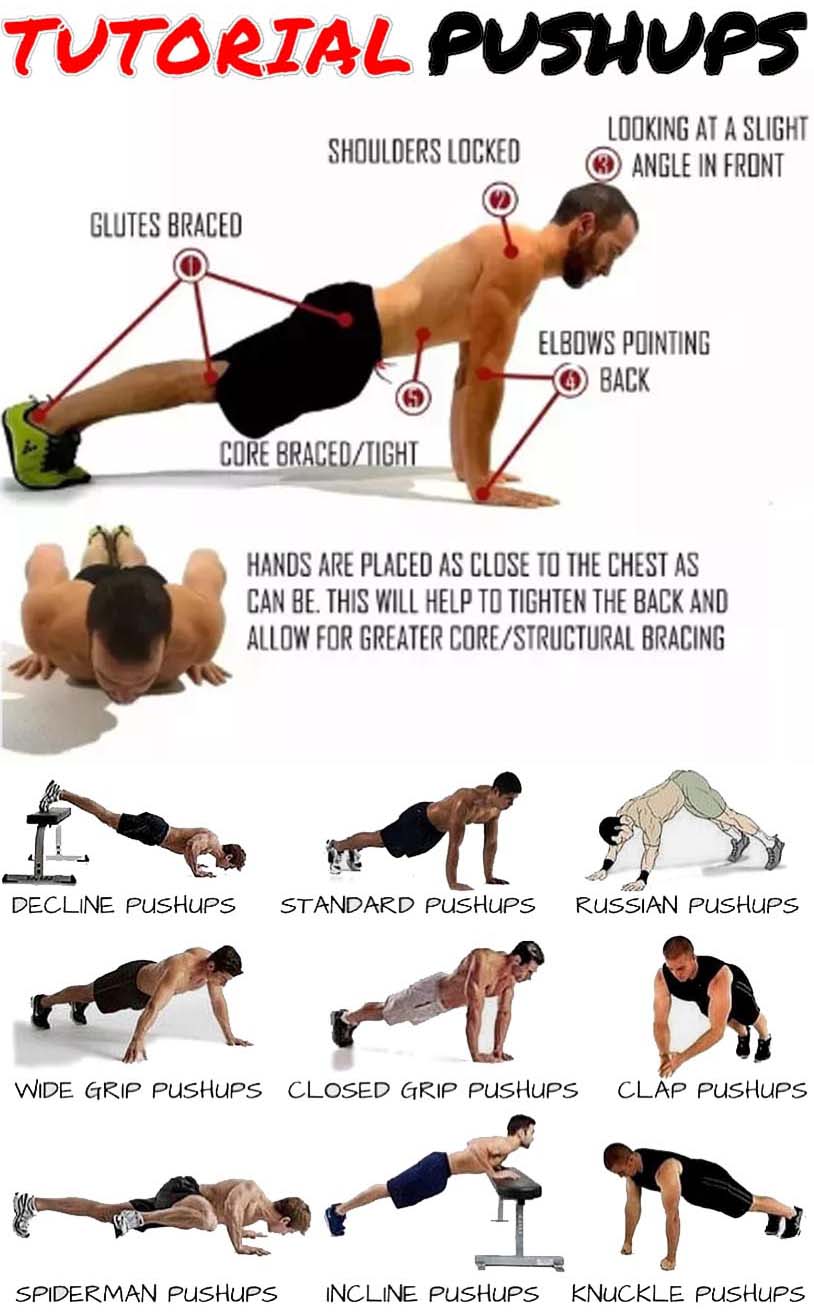 TUTORIAL PUSHUPS
SHOULDERS LOCKED
2
LOOKING AT A SLIGHT
3 ANGLE IN FRONT
GLUTES BRACED
1
ELBOWS POINTING
4 BACK
5
CORE BRACED/TIGHT
HANDS ARE PLACED AS CLOSE TO THE CHEST AS
CAN BE. THIS WILL HELP TO TIGHTEN THE BACK AND
ALLOW FOR GREATER CORE/STRUCTURAL BRACING
DECLINE PUSHUPS
STANDARD PUSHUPS
RUSSIAN PUSHUPS
WIDE GRIP PUSHUPS
CLOSED GRIP PUSHUPS
CLAP PUSHUPS
SPIDERMAN PUSHUPS
INCLINE PUSHUPS
KNUCKLE PUSHUPS